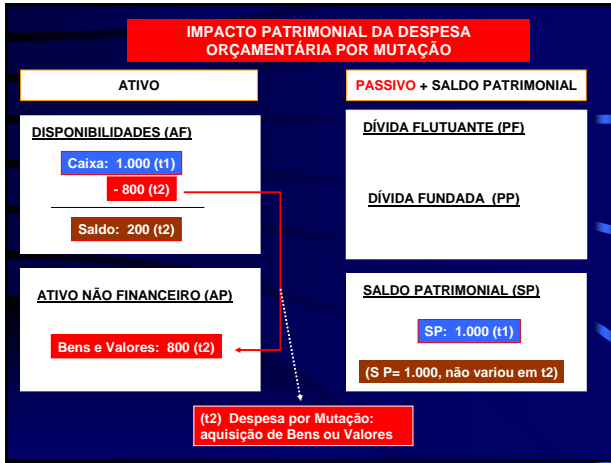 IMPACTO PATRIMONIAL DA DESPESA
ORÇAMENTÁRIA POR MUTAÇÃO
ATIVO
PASSIVO + SALDO PATRIMONIAL
DISPONIBILIDADES (AF)
Caixa: 1.000 (t1)
- 800 (t2)
Saldo: 200 (t2)
DÍVIDA FLUTUANTE (PF)
DÍVIDA FUNDADA (PP)
ATIVO NÃO FINANCEIRO (AP)
Bens e Valores: 800 (t2)
SALDO PATRIMONIAL (SP)
SP: 1.000 (t1)
(S P= 1.000, não variou em t2)
(t2) Despesa por Mutação:
aquisição de Bens ou Valores